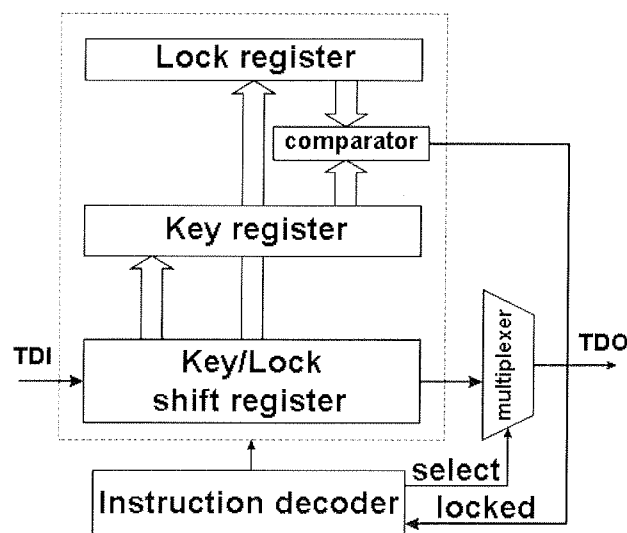 Lock register
comparator
Key register
TDI
Key/Lock
shift register
multiplexer
TDO
select
Instruction decoder
locked